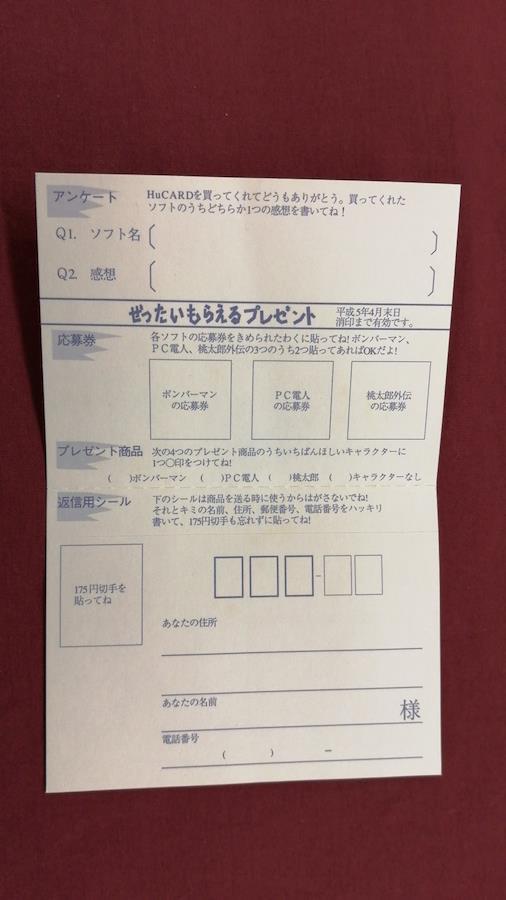 アンケート
HuCARDを買ってくれてどうもありがとう。買ってくれた
ソフトのうちどちらか1つの感想を書いてね！
Q1. ソフト名
Q2. 感想
ぜったいもらえるプレゼント
平成5年4月末日
消印まで有効です。
応募券
各ソフトの応募券をきめられたわくに貼ってね! ボンバーマン、
PC電人、桃太郎外伝の3つのうち2つ貼ってあればOKだよ!
ボンバーマン
の応募券
PC電人
の応募券
桃太郎外伝
の応募券
プレゼント商品
次の4つのプレゼント商品のうちいちばんほしいキャラクターに
1つ○印をつけてね!
( )ボンバーマン ( )PC電人 ( )桃太郎 ( )キャラクターなし
返信用シール
下のシールは商品を送る時に使うからはがさないでね!
それとキミの名前、住所、郵便番号、電話番号をハッキリ
書いて、175円切手も忘れずに貼ってね!
175円切手を
貼ってね
－
あなたの住所
あなたの名前
様
電話番号
( ) －